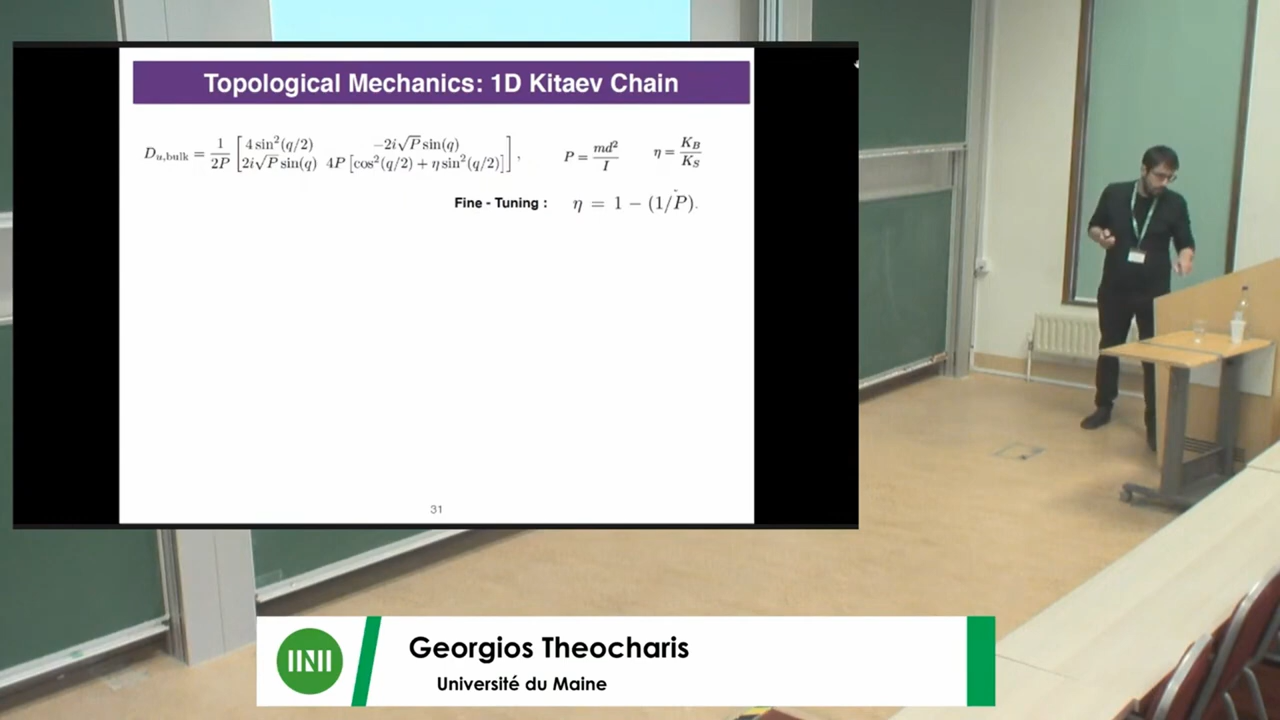 Topological Mechanics: 1D Kitaev Chain
D_{u,bulk} = \frac{1}{2P} \begin{bmatrix} 4\sin^2(q/2) & -2i\sqrt{P}\sin(q) \\ 2i\sqrt{P}\sin(q) & 4P[\cos^2(q/2) + \eta\sin^2(q/2)] \end{bmatrix}, P = \frac{md^2}{I} \eta = \frac{K_B}{K_S}
Fine - Tuning : η = 1 − (1/P).
31
Georgios Theocharis
Université du Maine